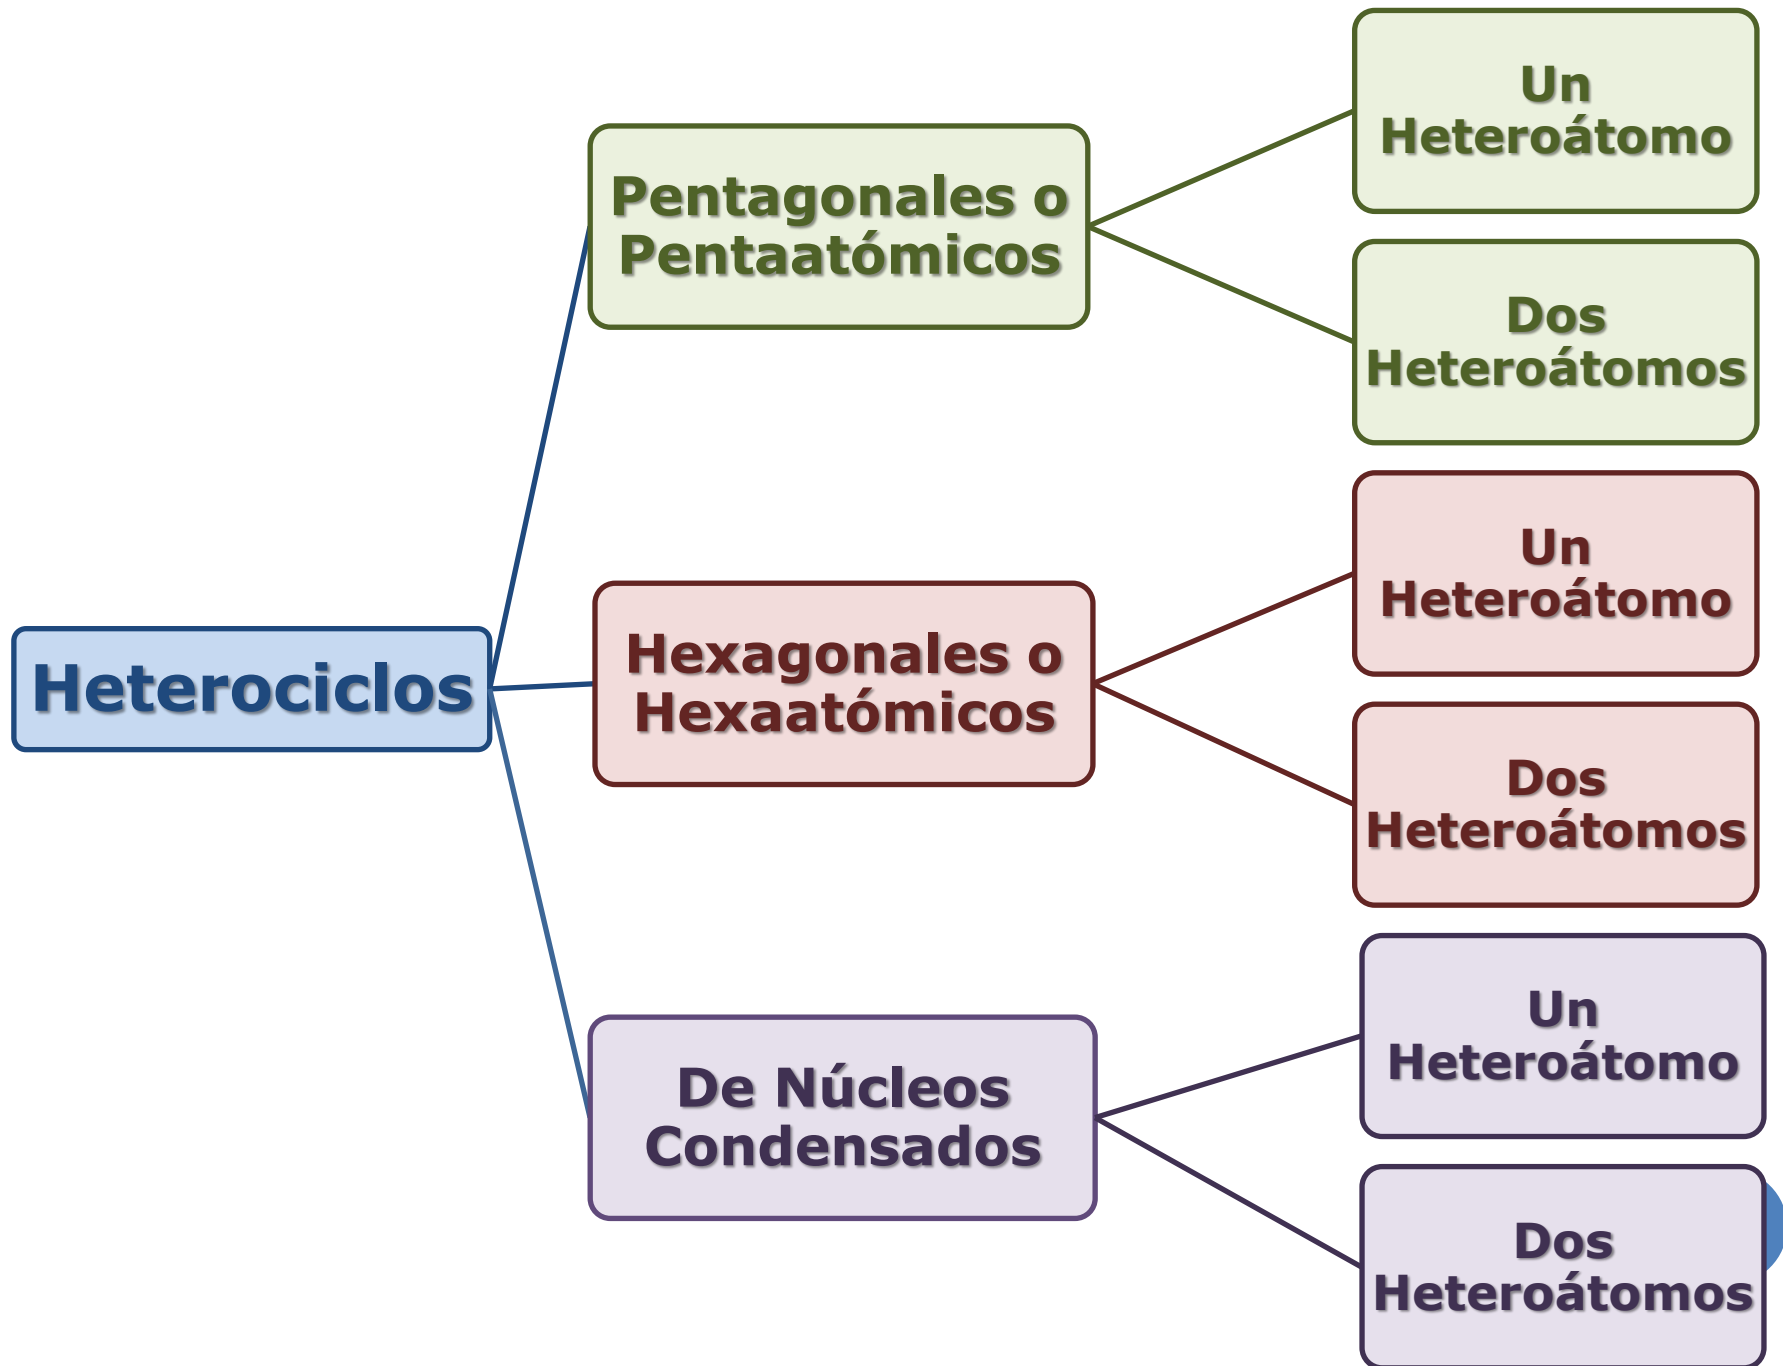 Heterociclos
Pentagonales o
Pentaatómicos
Un
Heteroátomo
Dos
Heteroátomos
Hexagonales o
Hexaatómicos
Un
Heteroátomo
Dos
Heteroátomos
De Núcleos
Condensados
Un
Heteroátomo
Dos
Heteroátomos